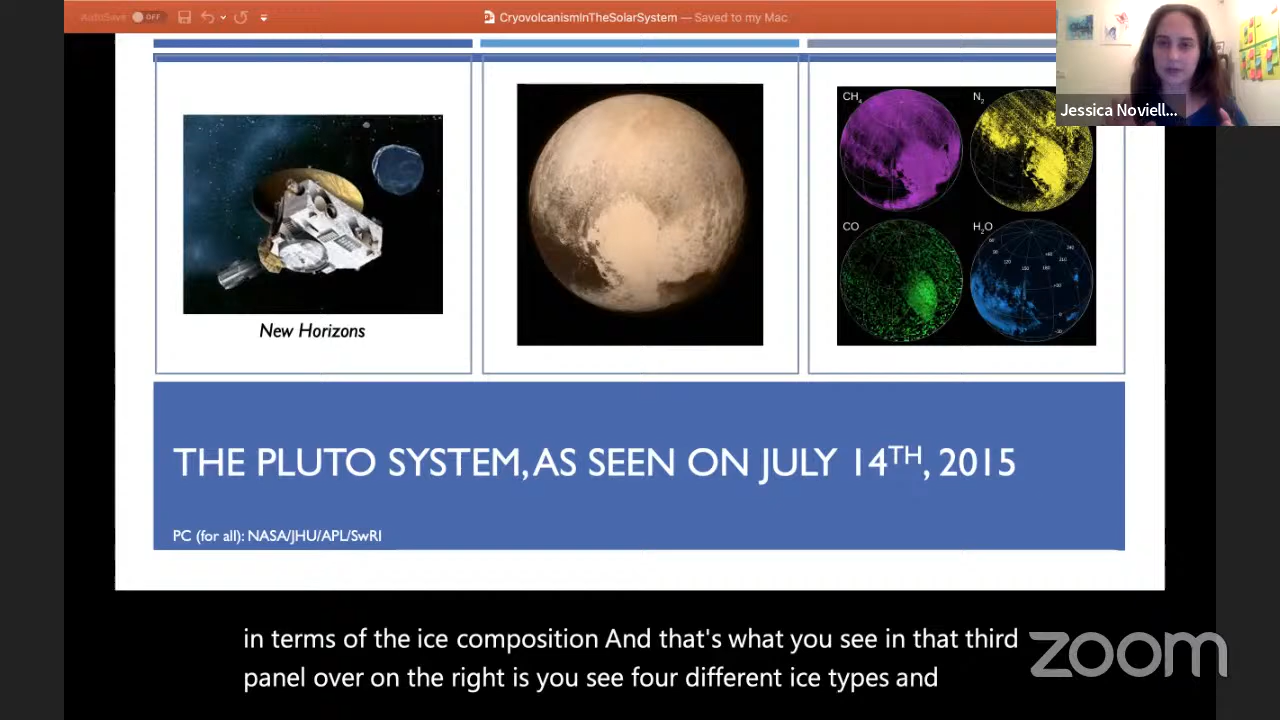 AutoSave OFF
CryovolcanismInTheSolarSystem — Saved to my Mac
Jessica Noviell...
CH4 N2
CO H2O
New Horizons
THE PLUTO SYSTEM, AS SEEN ON JULY 14TH, 2015
PC (for all): NASA/JHU/APL/SwRI
in terms of the ice composition And that's what you see in that third
panel over on the right is you see four different ice types and
zoom